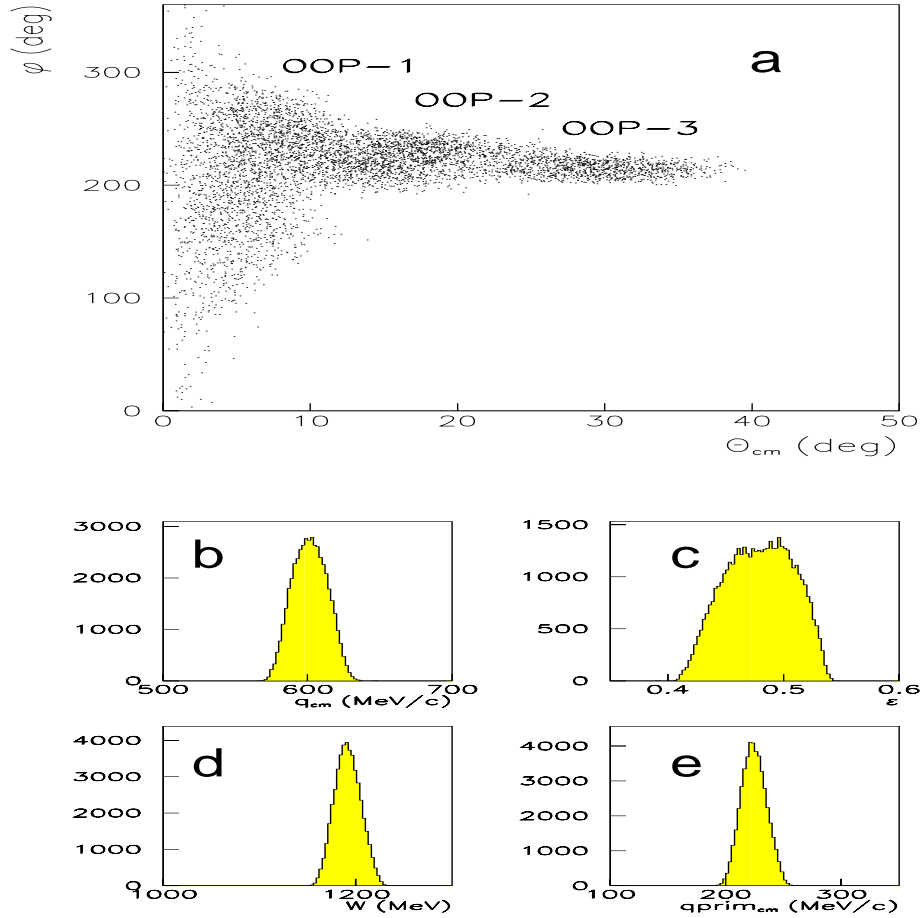 φ (deg)
a
OOP-1
OOP-2
OOP-3
300
200
100
0
0 10 20 30 40 50
Θcm (deg)
b
3000
2000
1000
0
500 600 700
qcm (MeV/c)
c
1500
1000
500
0
0.4 0.5 0.6
ε
d
4000
3000
2000
1000
0
1000 1200
W (MeV)
e
4000
3000
2000
1000
0
100 200 300
qprimcm (MeV/c)